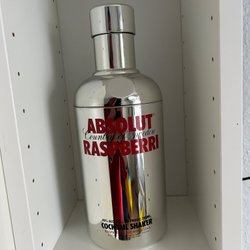 ABSOLUT
Country of Sweden
RASPBERRI
COCKTAIL SHAKER